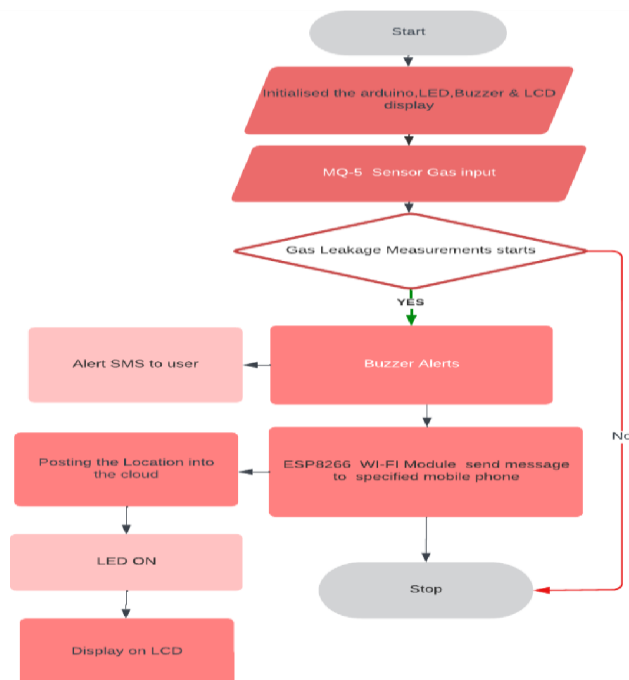 Start
Initialised the arduino,LED,Buzzer & LCD
display
MQ-5 Sensor Gas input
Gas Leakage Measurements starts
YES
Alert SMS to user
Buzzer Alerts
No
Posting the Location into
the cloud
ESP8266 WI-FI Module send message
to specified mobile phone
LED ON
Stop
Display on LCD